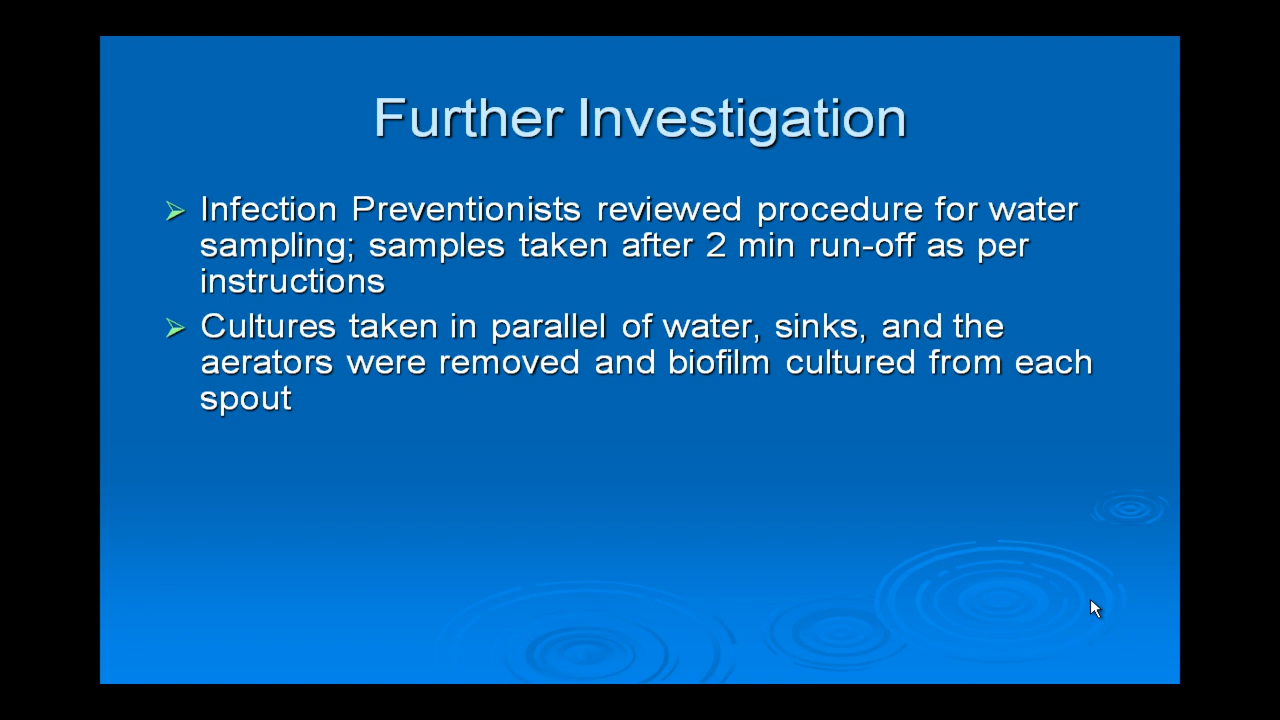 Further Investigation
Infection Preventionists reviewed procedure for water
sampling; samples taken after 2 min run-off as per
instructions
Cultures taken in parallel of water, sinks, and the
aerators were removed and biofilm cultured from each
spout